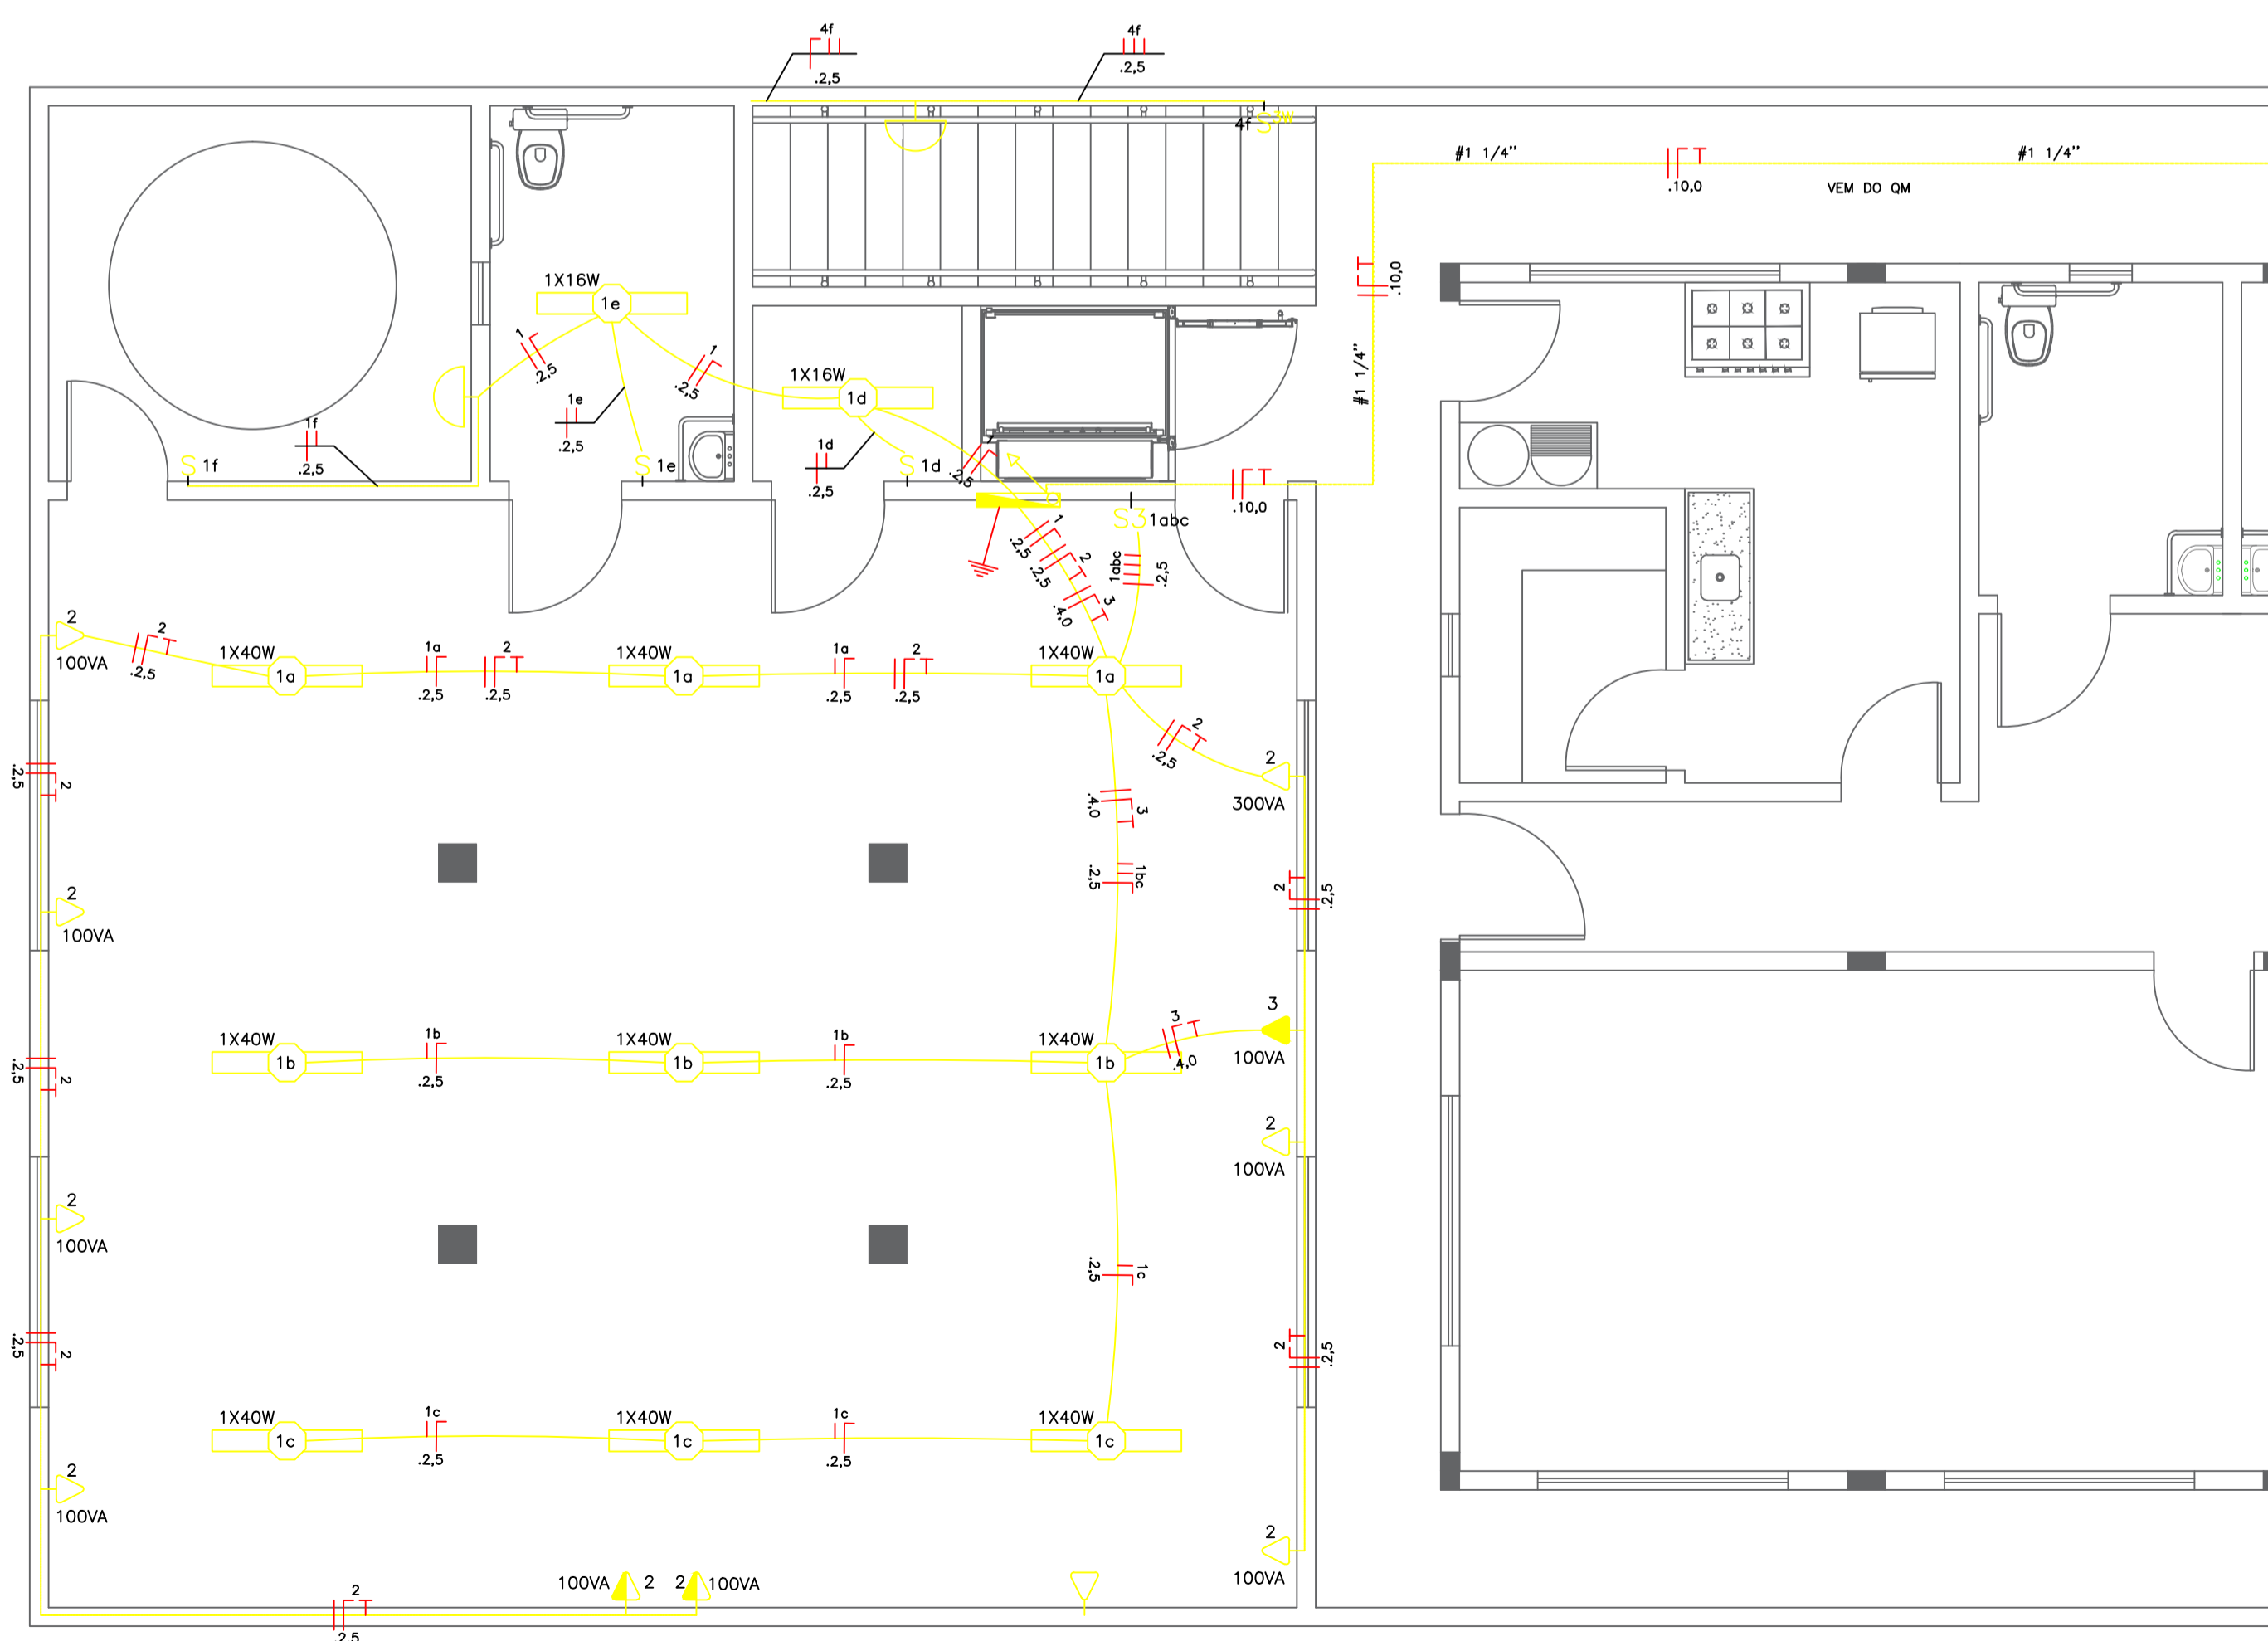 4f
4f
.2,5
.2,5
4f S3W
#1 1/4"
#1 1/4"
.10,0
VEM DO QM
.10,0
1X16W
1e
1
.2,5
1
.2,5
#1 1/4"
1X16W
1d
1e
.2,5
1f
.2,5
S 1f
S 1e
1d
.2,5
S 1d
1
.2,5
.10,0
S3 1abc
1
.2,5
2
.2,5
3
.4,0
1abc
.2,5
2
100VA
2
.2,5
1X40W
1a
1a
.2,5
2
.2,5
1X40W
1a
1a
.2,5
2
.2,5
1X40W
1a
2
.2,5
2
300VA
.2,5
2
3
.4,0
1bc
.2,5
2
.2,5
2
100VA
3
100VA
3
.4,0
1X40W
1b
1b
.2,5
1X40W
1b
1b
.2,5
1X40W
1b
.2,5
2
2
100VA
2
100VA
1c
.2,5
.2,5
2
2
.2,5
1X40W
1c
1c
.2,5
1X40W
1c
1c
.2,5
1X40W
1c
2
100VA
2
100VA
100VA 2
2 100VA
2
.2,5